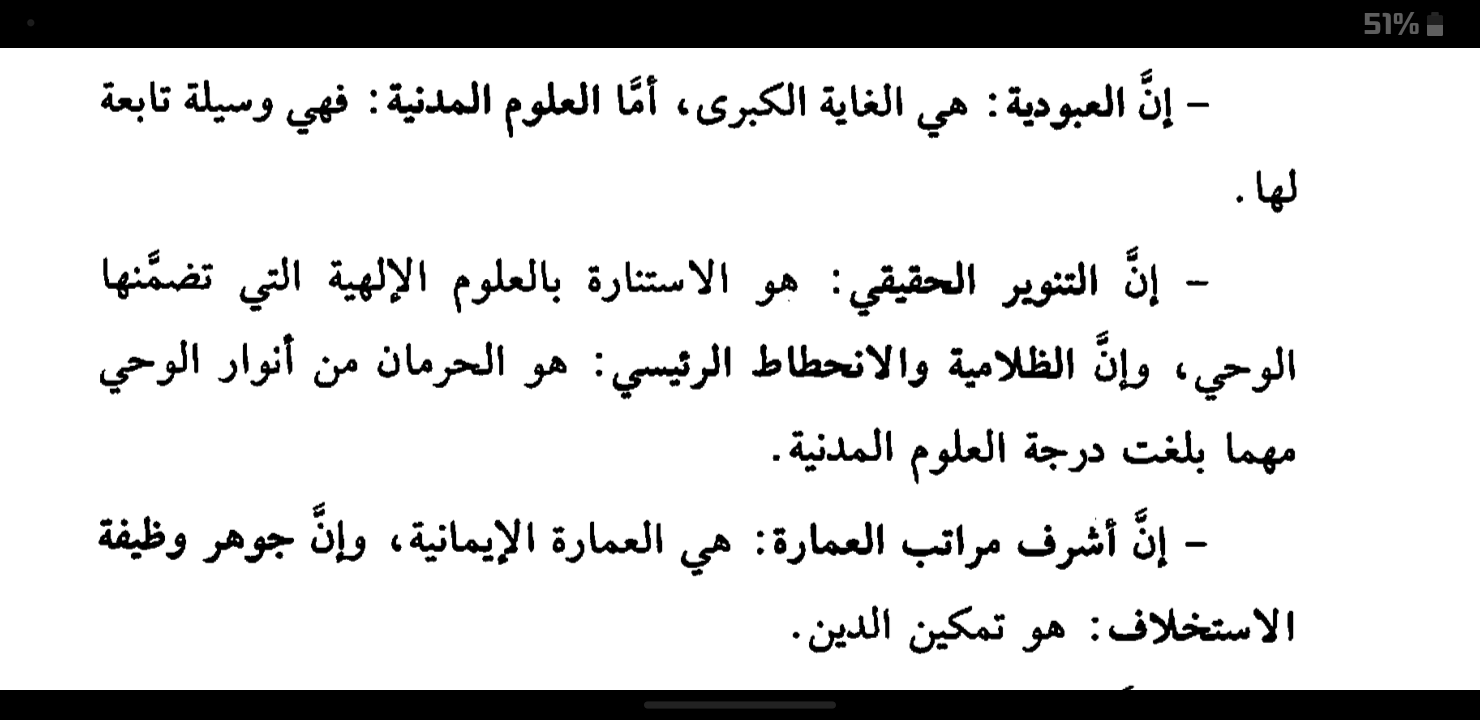 51%
- إنَّ العبودية: هي الغاية الكبرى، أمَّا العلوم المدنية: فهي وسيلة تابعة
لها.
- إنَّ التنوير الحقيقي: هو الاستنارة بالعلوم الإلهية التي تضمَّنها
الوحي، وإنَّ الظلامية والانحطاط الرئيسي: هو الحرمان من أنوار الوحي
مهما بلغت درجة العلوم المدنية.
- إنَّ أشرف مراتب العمارة: هي العمارة الإيمانية، وإنَّ جوهر وظيفة
الاستخلاف: هو تمكين الدين.